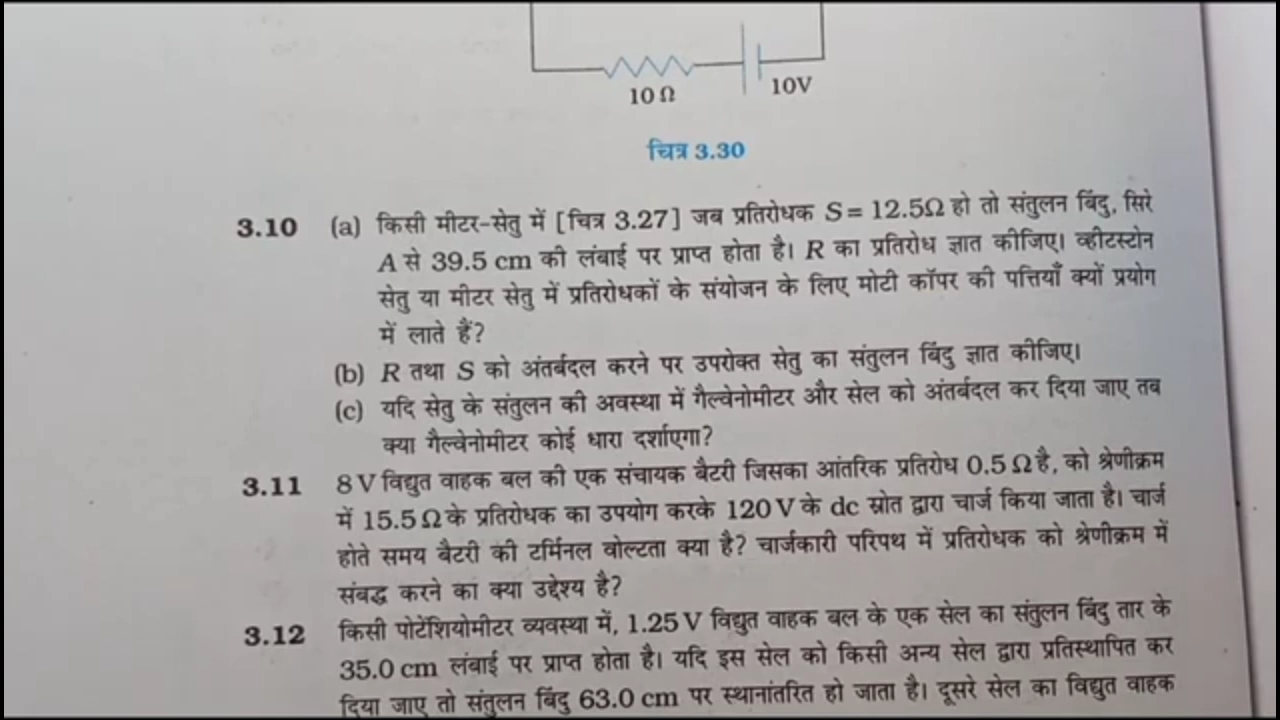 10 Ω
10V
चित्र 3.30
3.10 (a) किसी मीटर-सेतु में [चित्र 3.27] जब प्रतिरोधक S = 12.5Ω हो तो संतुलन बिंदु, सिरे
A से 39.5 cm की लंबाई पर प्राप्त होता है। R का प्रतिरोध ज्ञात कीजिए। व्हीटस्टोन
सेतु या मीटर सेतु में प्रतिरोधकों के संयोजन के लिए मोटी कॉपर की पत्तियाँ क्यों प्रयोग
में लाते हैं?
(b) R तथा S को अंतर्बदल करने पर उपरोक्त सेतु का संतुलन बिंदु ज्ञात कीजिए।
(c) यदि सेतु के संतुलन की अवस्था में गैल्वेनोमीटर और सेल को अंतर्बदल कर दिया जाए तब
क्या गैल्वेनोमीटर कोई धारा दर्शाएगा?
3.11 8 V विद्युत वाहक बल की एक संचायक बैटरी जिसका आंतरिक प्रतिरोध 0.5 Ω है, को श्रेणीक्रम
में 15.5 Ω के प्रतिरोधक का उपयोग करके 120 V के dc स्रोत द्वारा चार्ज किया जाता है। चार्ज
होते समय बैटरी की टर्मिनल वोल्टता क्या है? चार्जकारी परिपथ में प्रतिरोधक को श्रेणीक्रम में
संबद्ध करने का क्या उद्देश्य है?
3.12 किसी पोटेंशियोमीटर व्यवस्था में, 1.25 V विद्युत वाहक बल के एक सेल का संतुलन बिंदु तार के
35.0 cm लंबाई पर प्राप्त होता है। यदि इस सेल को किसी अन्य सेल द्वारा प्रतिस्थापित कर
दिया जाए तो संतुलन बिंदु 63.0 cm पर स्थानांतरित हो जाता है। दूसरे सेल का विद्युत वाहक